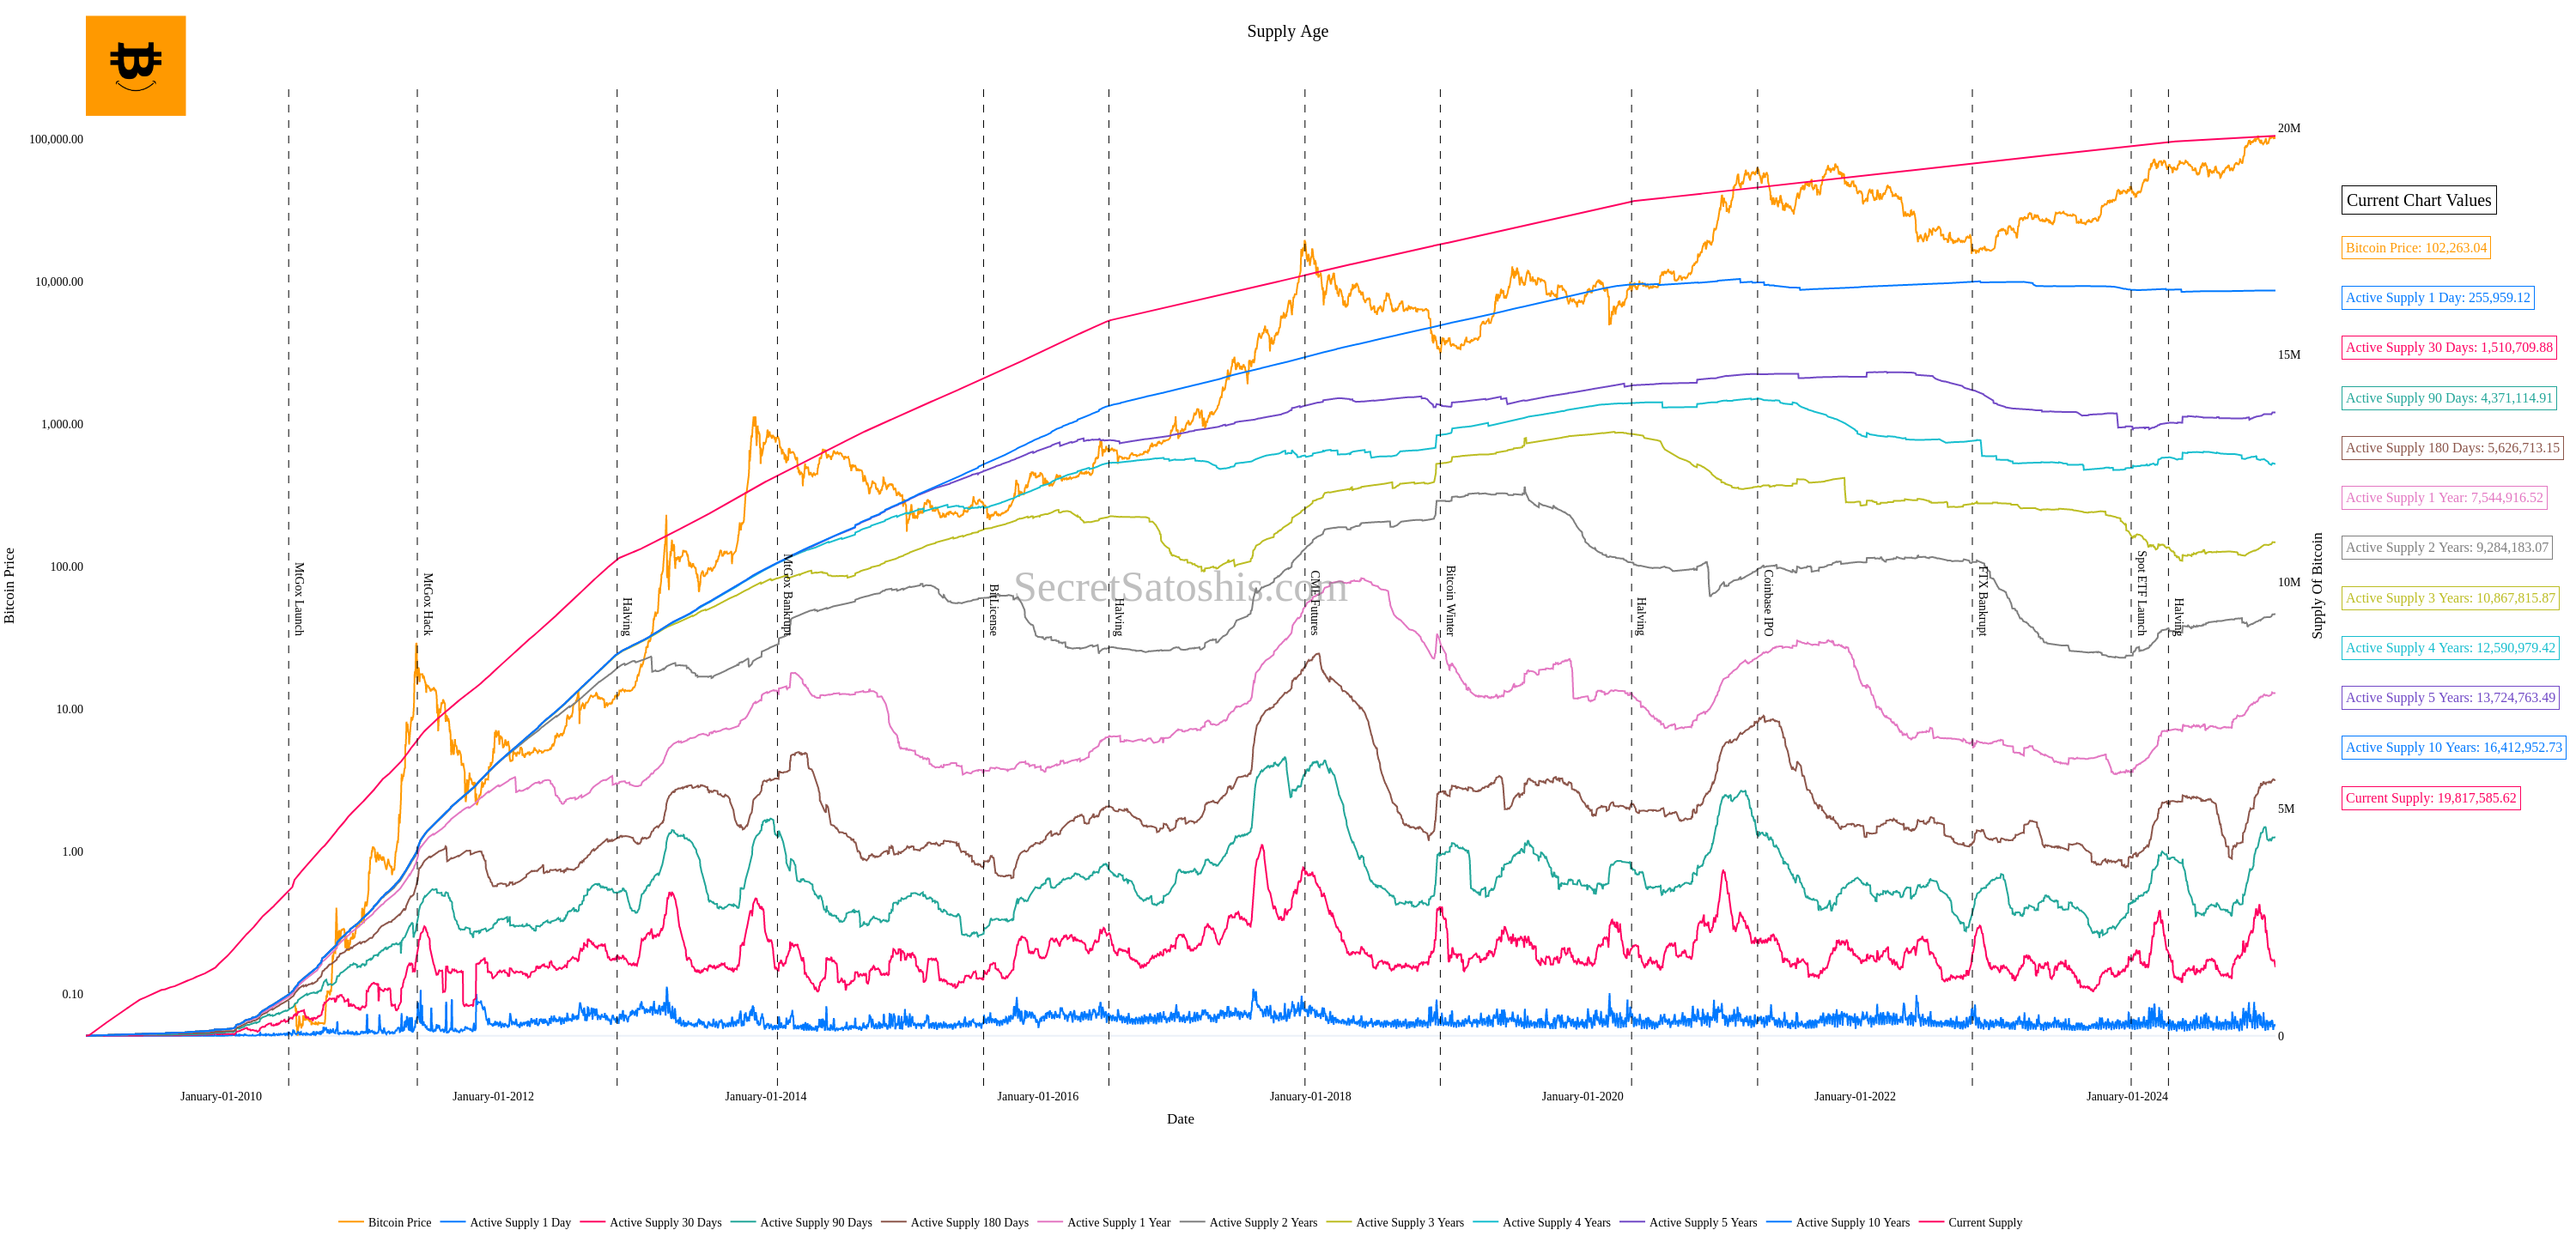 Supply Age
100,000.00
10,000.00
1,000.00
100.00
10.00
1.00
0.10
Bitcoin Price
20M
15M
10M
5M
0
Supply Of Bitcoin
MtGox Launch
MtGox Hack
Halving
MtGox Bankrupt
BitLicense
Halving
CME Futures
Bitcoin Winter
Halving
Coinbase IPO
FTX Bankrupt
Spot ETF Launch
Halving
SecretSatoshis.com
January-01-2010
January-01-2012
January-01-2014
January-01-2016
January-01-2018
January-01-2020
January-01-2022
January-01-2024
Date
Current Chart Values
Bitcoin Price: 102,263.04
Active Supply 1 Day: 255,959.12
Active Supply 30 Days: 1,510,709.88
Active Supply 90 Days: 4,371,114.91
Active Supply 180 Days: 5,626,713.15
Active Supply 1 Year: 7,544,916.52
Active Supply 2 Years: 9,284,183.07
Active Supply 3 Years: 10,867,815.87
Active Supply 4 Years: 12,590,979.42
Active Supply 5 Years: 13,724,763.49
Active Supply 10 Years: 16,412,952.73
Current Supply: 19,817,585.62
Bitcoin Price
Active Supply 1 Day
Active Supply 30 Days
Active Supply 90 Days
Active Supply 180 Days
Active Supply 1 Year
Active Supply 2 Years
Active Supply 3 Years
Active Supply 4 Years
Active Supply 5 Years
Active Supply 10 Years
Current Supply